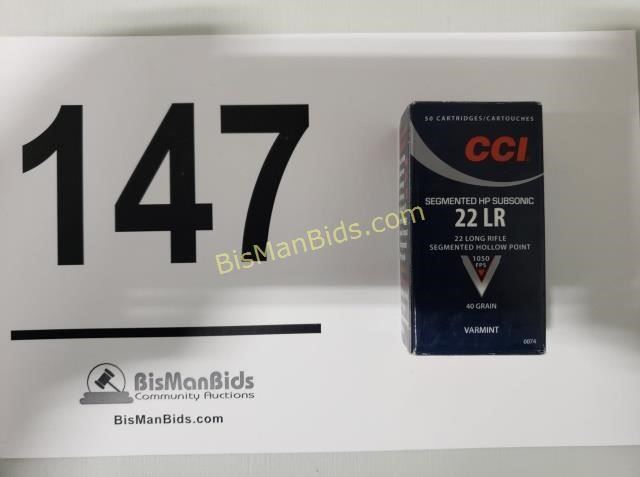 147
BisManBids
Community Auctions
BisManBids.com
BisManBids.com
50 CARTRIDGES/CARTOUCHES
CCI
SEGMENTED HP SUBSONIC
22 LR
22 LONG RIFLE
SEGMENTED HOLLOW POINT
1050
FPS
40 GRAIN
VARMINT
0074